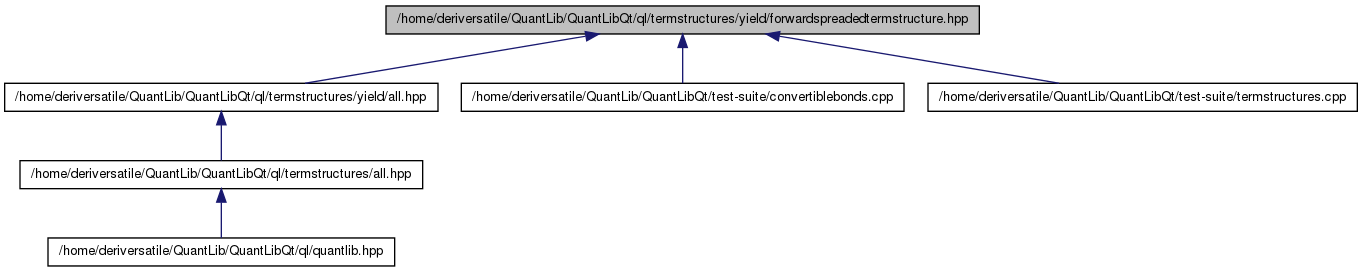 /home/deriversatile/QuantLib/QuantLibQt/ql/termstructures/yield/forwardspreadedtermstructure.hpp
/home/deriversatile/QuantLib/QuantLibQt/ql/termstructures/yield/all.hpp
/home/deriversatile/QuantLib/QuantLibQt/test-suite/convertiblebonds.cpp
/home/deriversatile/QuantLib/QuantLibQt/test-suite/termstructures.cpp
/home/deriversatile/QuantLib/QuantLibQt/ql/termstructures/all.hpp
/home/deriversatile/QuantLib/QuantLibQt/ql/quantlib.hpp